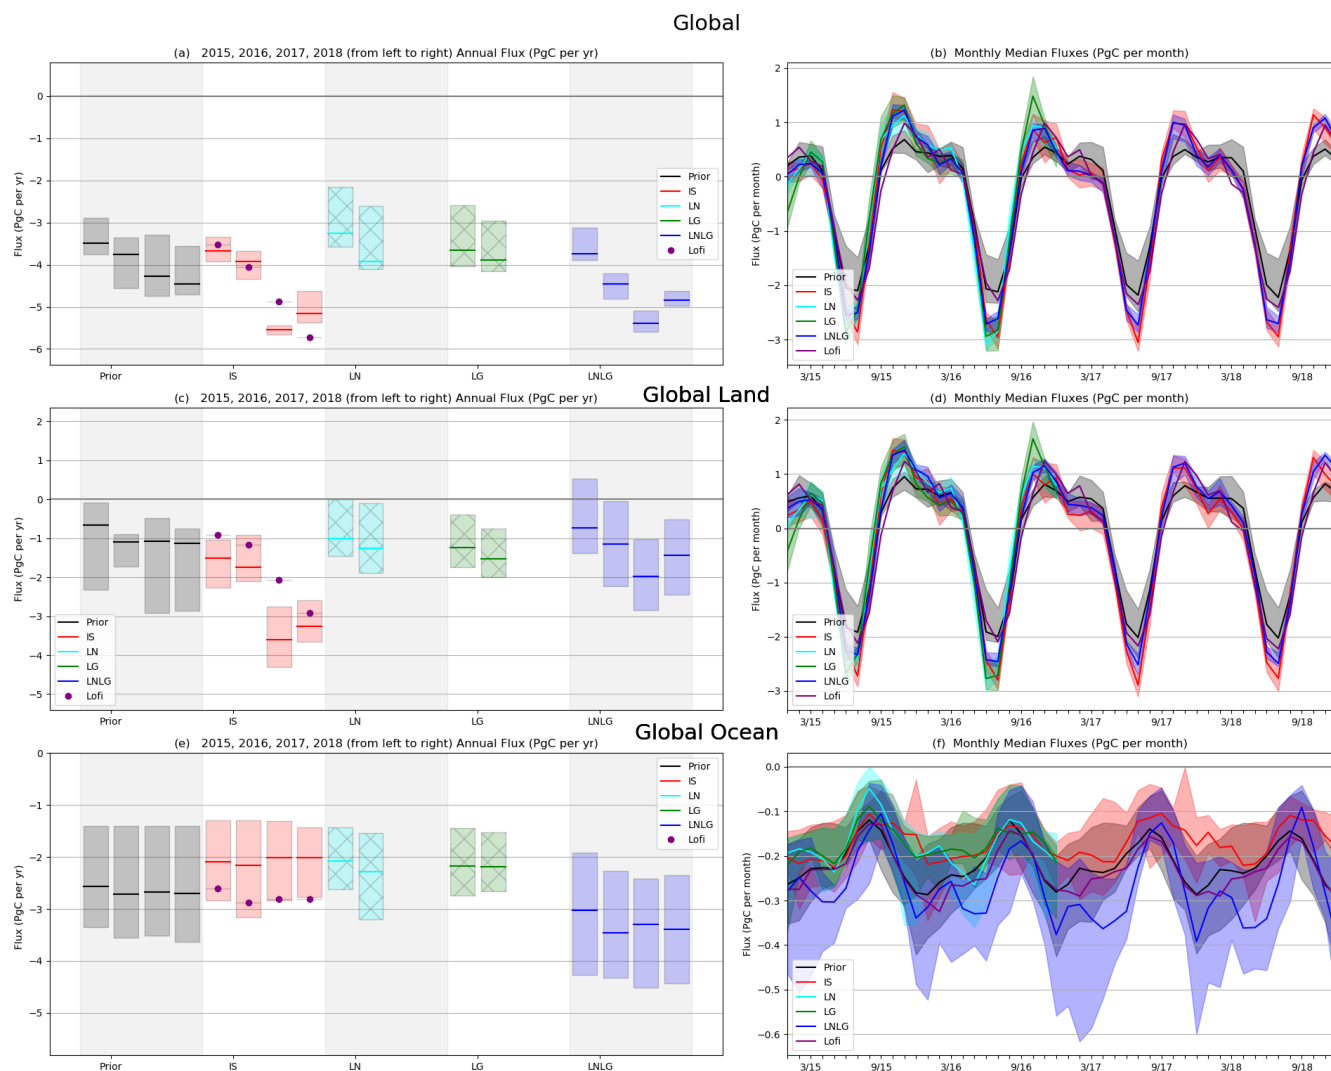 Global
(a)   2015, 2016, 2017, 2018 (from left to right) Annual Flux (PgC per yr)
Flux (PgC per yr)
0
−1
−2
−3
−4
−5
−6
Prior
IS
LN
LG
LNLG
Prior
IS
LN
LG
LNLG
Lofi
(b)  Monthly Median Fluxes (PgC per month)
Flux (PgC per month)
2
1
0
−1
−2
−3
Prior
IS
LN
LG
LNLG
Lofi
3/15
9/15
3/16
9/16
3/17
9/17
3/18
9/18
Global Land
(c)   2015, 2016, 2017, 2018 (from left to right) Annual Flux (PgC per yr)
Flux (PgC per yr)
2
1
0
−1
−2
−3
−4
−5
Prior
IS
LN
LG
LNLG
Lofi
Prior
IS
LN
LG
LNLG
(d)  Monthly Median Fluxes (PgC per month)
Flux (PgC per month)
2
1
0
−1
−2
−3
Prior
IS
LN
LG
LNLG
Lofi
3/15
9/15
3/16
9/16
3/17
9/17
3/18
9/18
Global Ocean
(e)   2015, 2016, 2017, 2018 (from left to right) Annual Flux (PgC per yr)
Flux (PgC per yr)
0
−1
−2
−3
−4
−5
Prior
IS
LN
LG
LNLG
Lofi
Prior
IS
LN
LG
LNLG
(f)  Monthly Median Fluxes (PgC per month)
Flux (PgC per month)
0.0
−0.1
−0.2
−0.3
−0.4
−0.5
−0.6
Prior
IS
LN
LG
LNLG
Lofi
3/15
9/15
3/16
9/16
3/17
9/17
3/18
9/18